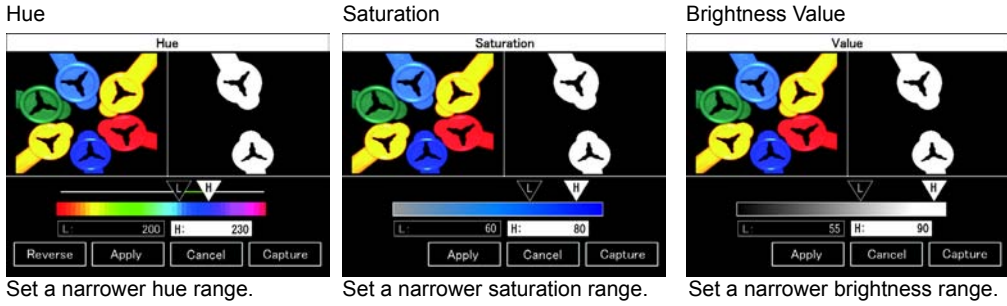 Hue
Saturation
Brightness Value
Hue
L
H
L: 200 H: 230
Reverse Apply Cancel Capture
Set a narrower hue range.
Saturation
L
H
L: 60 H: 80
Apply Cancel Capture
Set a narrower saturation range.
Value
L
H
L: 55 H: 90
Apply Cancel Capture
Set a narrower brightness range.